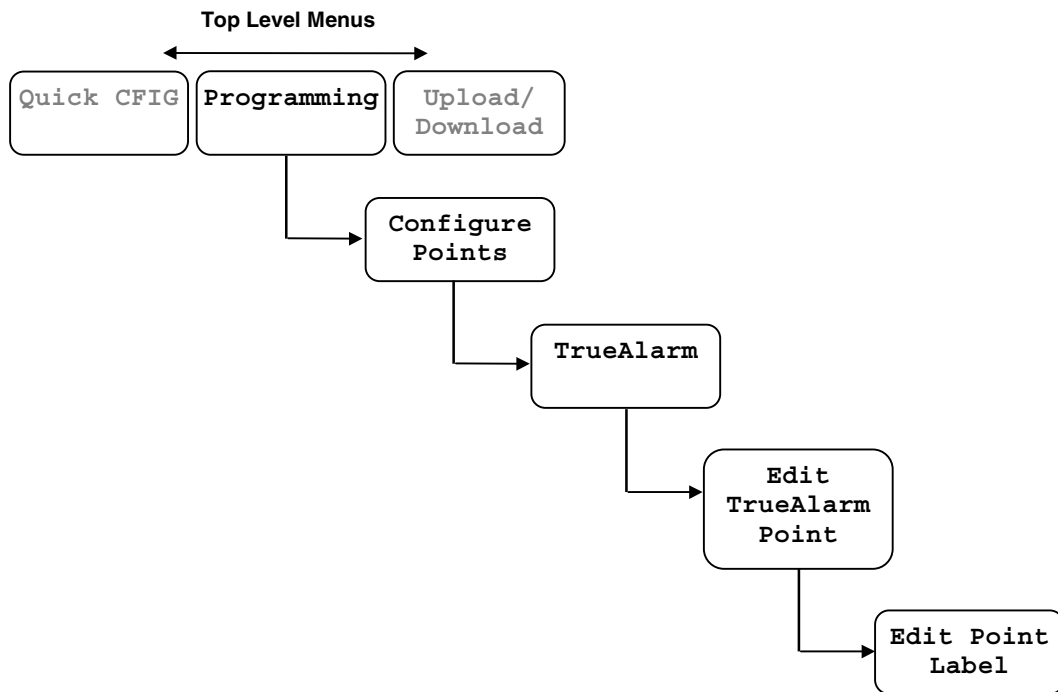 Top Level Menus
Quick CFIG
Programming
Upload/
Download
Configure
Points
TrueAlarm
Edit
TrueAlarm
Point
Edit Point
Label